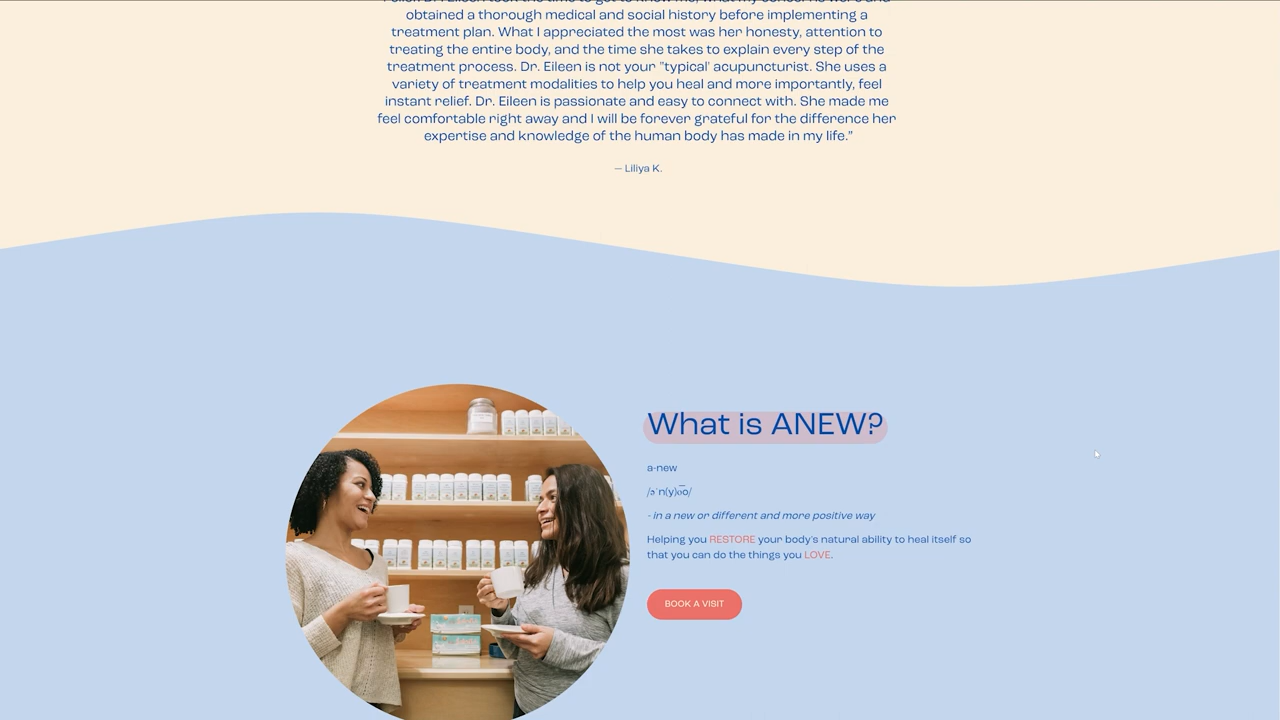 obtained a thorough medical and social history before implementing a
treatment plan. What I appreciated the most was her honesty, attention to
treating the entire body, and the time she takes to explain every step of the
treatment process. Dr. Eileen is not your "typical' acupuncturist. She uses a
variety of treatment modalities to help you heal and more importantly, feel
instant relief. Dr. Eileen is passionate and easy to connect with. She made me
feel comfortable right away and I will be forever grateful for the difference her
expertise and knowledge of the human body has made in my life.”
— Liliya K.
What is ANEW?
a·new
/əˈn(y)o͞o/
- in a new or different and more positive way
Helping you RESTORE your body's natural ability to heal itself so
that you can do the things you LOVE.
BOOK A VISIT